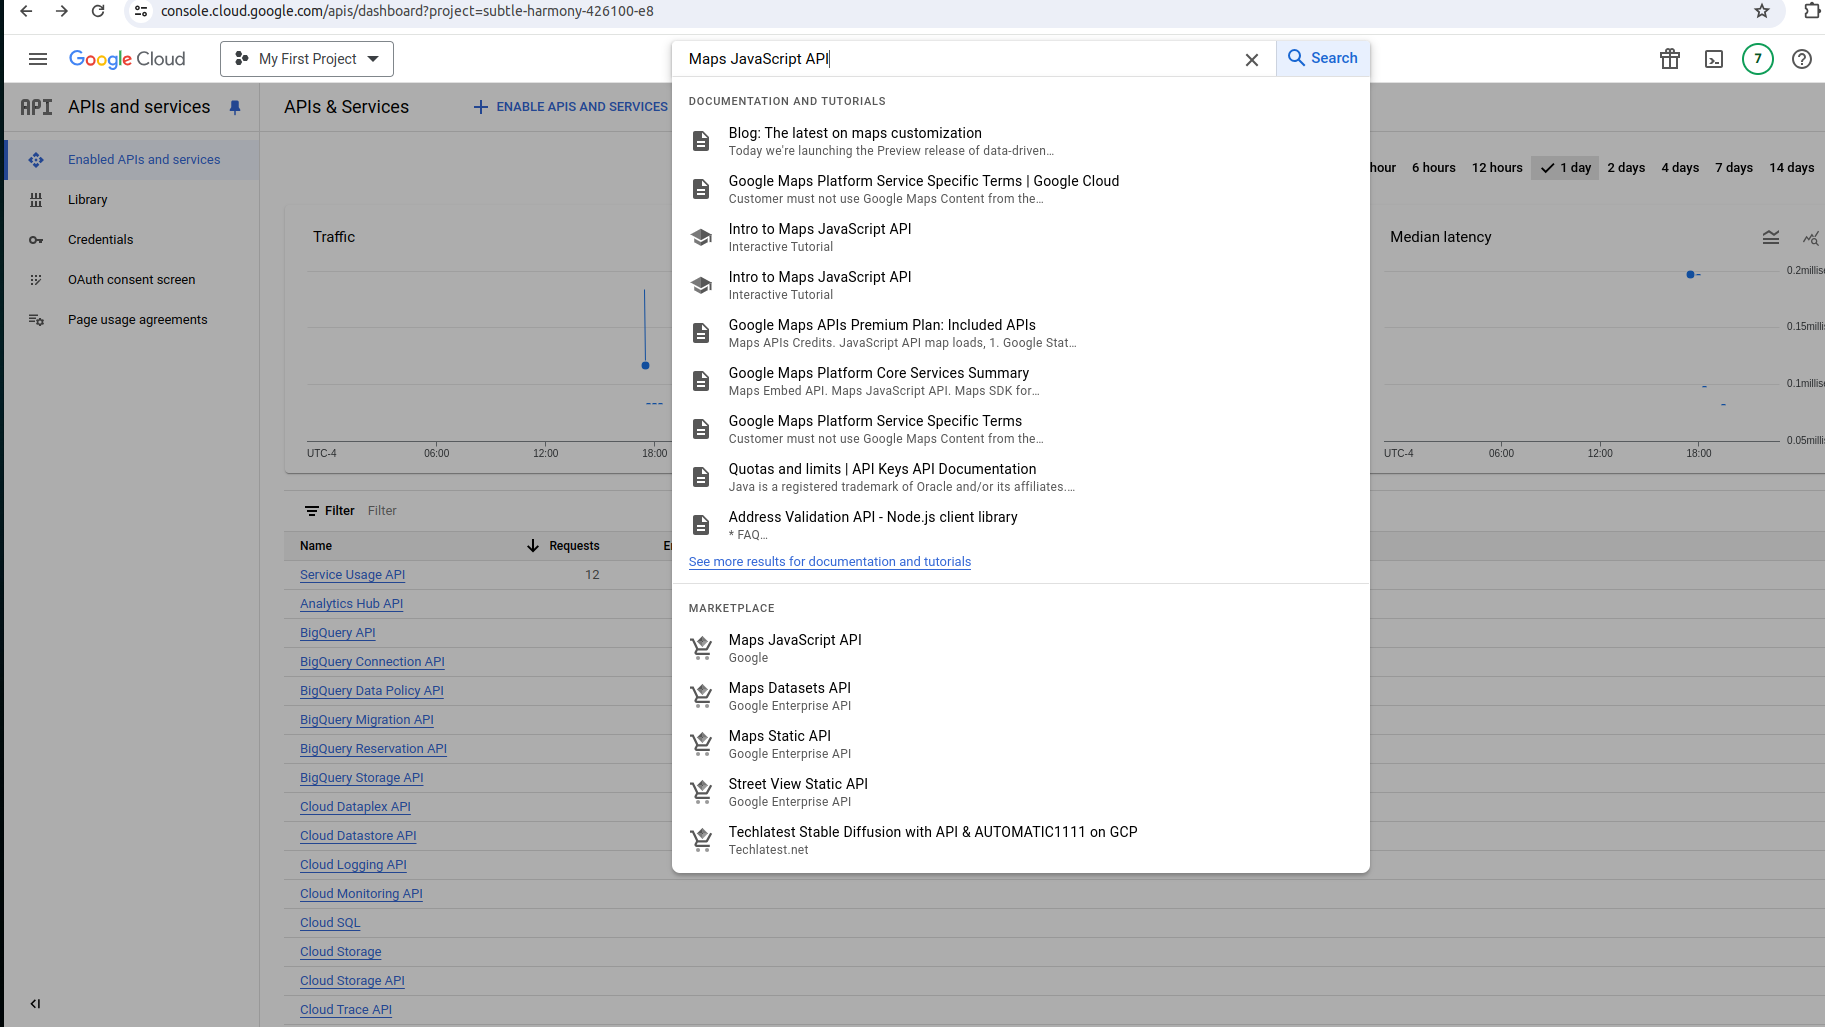 console.cloud.google.com/apis/dashboard?project=subtle-harmony-426100-e8
Google Cloud
My First Project
Maps JavaScript API
Search
7
API
APIs and services
APIs & Services
ENABLE APIS AND SERVICES
Enabled APIs and services
Library
Credentials
OAuth consent screen
Page usage agreements
hour
6 hours
12 hours
1 day
2 days
4 days
7 days
14 days
Traffic
UTC-4
06:00
12:00
18:00
DOCUMENTATION AND TUTORIALS
Blog: The latest on maps customization
Today we're launching the Preview release of data-driven…
Google Maps Platform Service Specific Terms | Google Cloud
Customer must not use Google Maps Content from the…
Intro to Maps JavaScript API
Interactive Tutorial
Intro to Maps JavaScript API
Interactive Tutorial
Google Maps APIs Premium Plan: Included APIs
Maps APIs Credits. JavaScript API map loads, 1. Google Stat…
Google Maps Platform Core Services Summary
Maps Embed API. Maps JavaScript API. Maps SDK for…
Google Maps Platform Service Specific Terms
Customer must not use Google Maps Content from the…
Quotas and limits | API Keys API Documentation
Java is a registered trademark of Oracle and/or its affiliates.…
Address Validation API - Node.js client library
* FAQ…
See more results for documentation and tutorials
MARKETPLACE
Maps JavaScript API
Google
Maps Datasets API
Google Enterprise API
Maps Static API
Google Enterprise API
Street View Static API
Google Enterprise API
Techlatest Stable Diffusion with API & AUTOMATIC1111 on GCP
Techlatest.net
Median latency
0.2millis
0.15millis
0.1millise
0.05millis
UTC-4
06:00
12:00
18:00
Filter
Filter
Name
Requests
Service Usage API
12
Analytics Hub API
BigQuery API
BigQuery Connection API
BigQuery Data Policy API
BigQuery Migration API
BigQuery Reservation API
BigQuery Storage API
Cloud Dataplex API
Cloud Datastore API
Cloud Logging API
Cloud Monitoring API
Cloud SQL
Cloud Storage
Cloud Storage API
Cloud Trace API